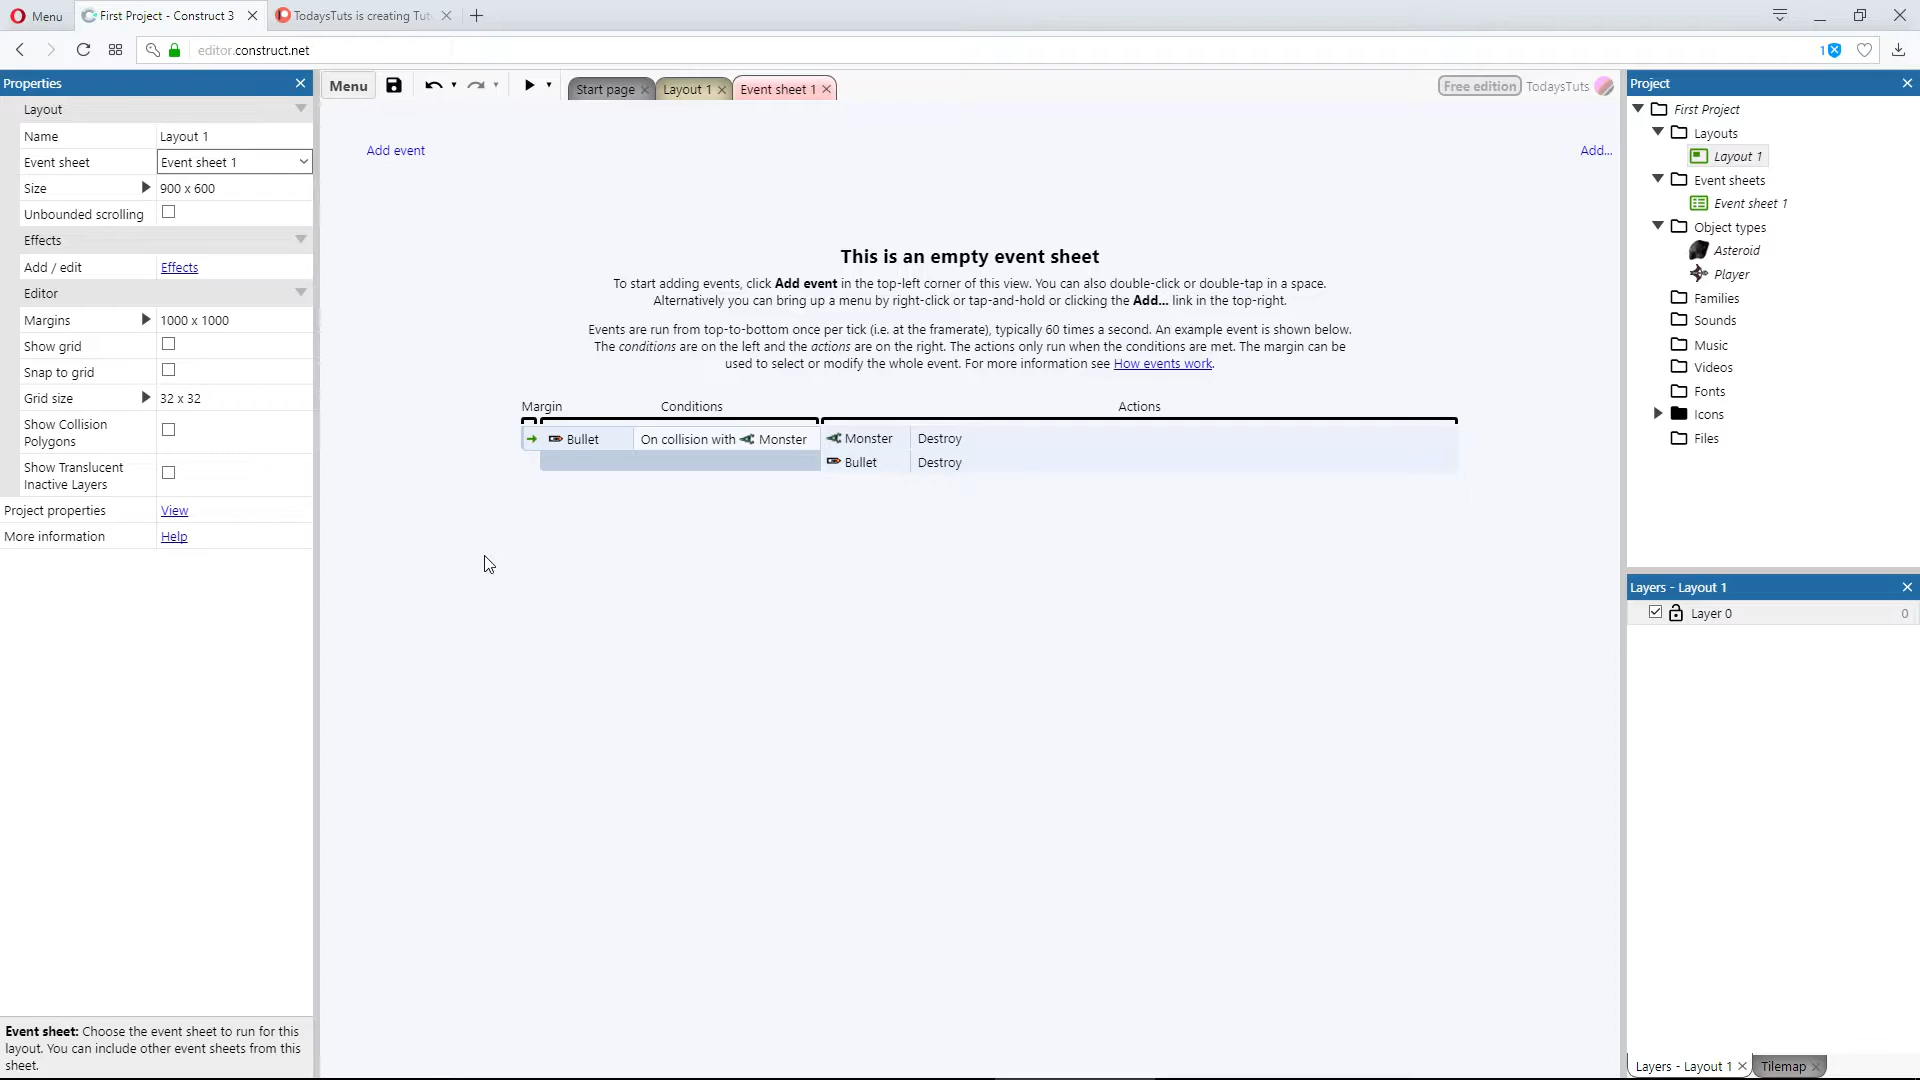 Menu
First Project - Construct 3
TodaysTuts is creating Tut
editor.construct.net
1
Properties
Layout
Name Layout 1
Event sheet Event sheet 1
Size 900 x 600
Unbounded scrolling
Effects
Add / edit Effects
Editor
Margins 1000 x 1000
Show grid
Snap to grid
Grid size 32 x 32
Show Collision
Polygons
Show Translucent
Inactive Layers
Project properties View
More information Help
Event sheet: Choose the event sheet to run for this
layout. You can include other event sheets from this
sheet.
Menu
Start page
Layout 1
Event sheet 1
Free edition TodaysTuts
Add event
Add...
This is an empty event sheet
To start adding events, click Add event in the top-left corner of this view. You can also double-click or double-tap in a space.
Alternatively you can bring up a menu by right-click or tap-and-hold or clicking the Add... link in the top-right.
Events are run from top-to-bottom once per tick (i.e. at the framerate), typically 60 times a second. An example event is shown below.
The conditions are on the left and the actions are on the right. The actions only run when the conditions are met. The margin can be
used to select or modify the whole event. For more information see How events work.
Margin Conditions Actions
Bullet On collision with Monster Monster Destroy
Bullet Destroy
Project
First Project
Layouts
Layout 1
Event sheets
Event sheet 1
Object types
Asteroid
Player
Families
Sounds
Music
Videos
Fonts
Icons
Files
Layers - Layout 1
Layer 0 0
Layers - Layout 1
Tilemap